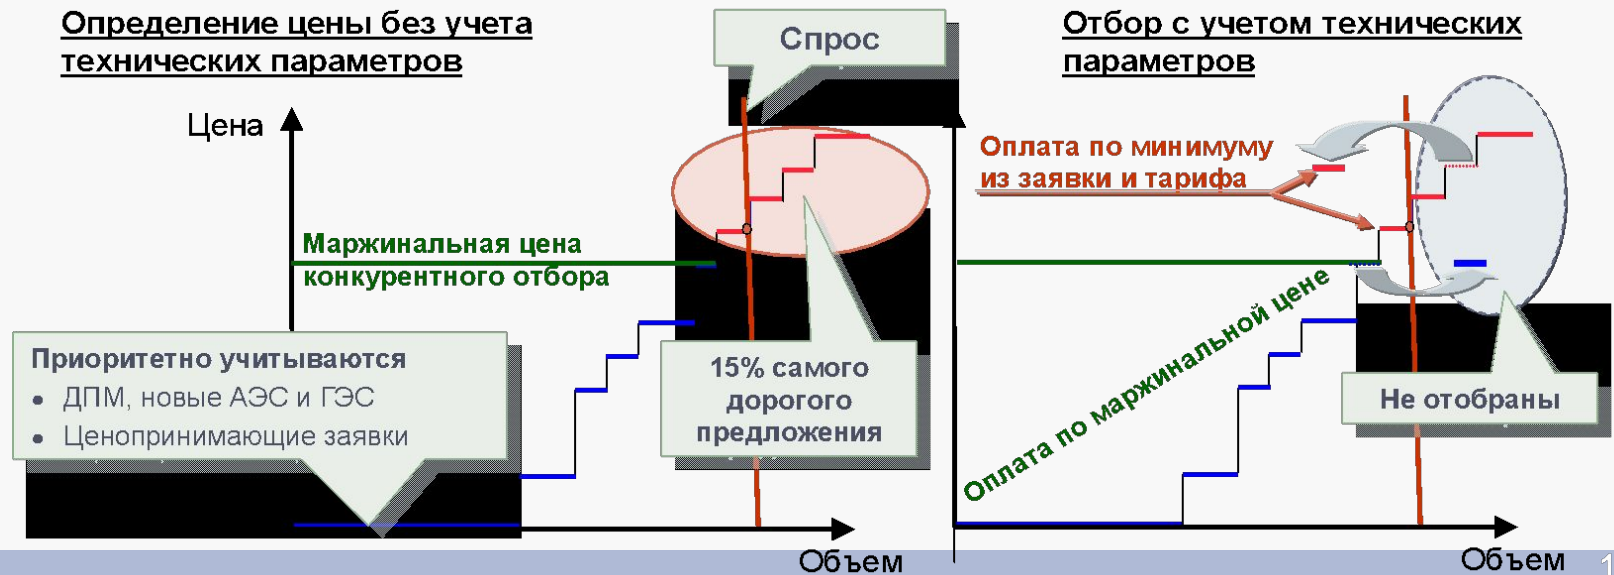 Определение цены без учета
технических параметров
Спрос
Отбор с учетом технических
параметров
Цена
Оплата по минимуму
из заявки и тарифа
Маржинальная цена
конкурентного отбора
Приоритетно учитываются
• ДПМ, новые АЭС и ГЭС
• Ценопринимающие заявки
15% самого
дорогого
предложения
Оплата по маржинальной цене
Не отобраны
Объем
Объем
1